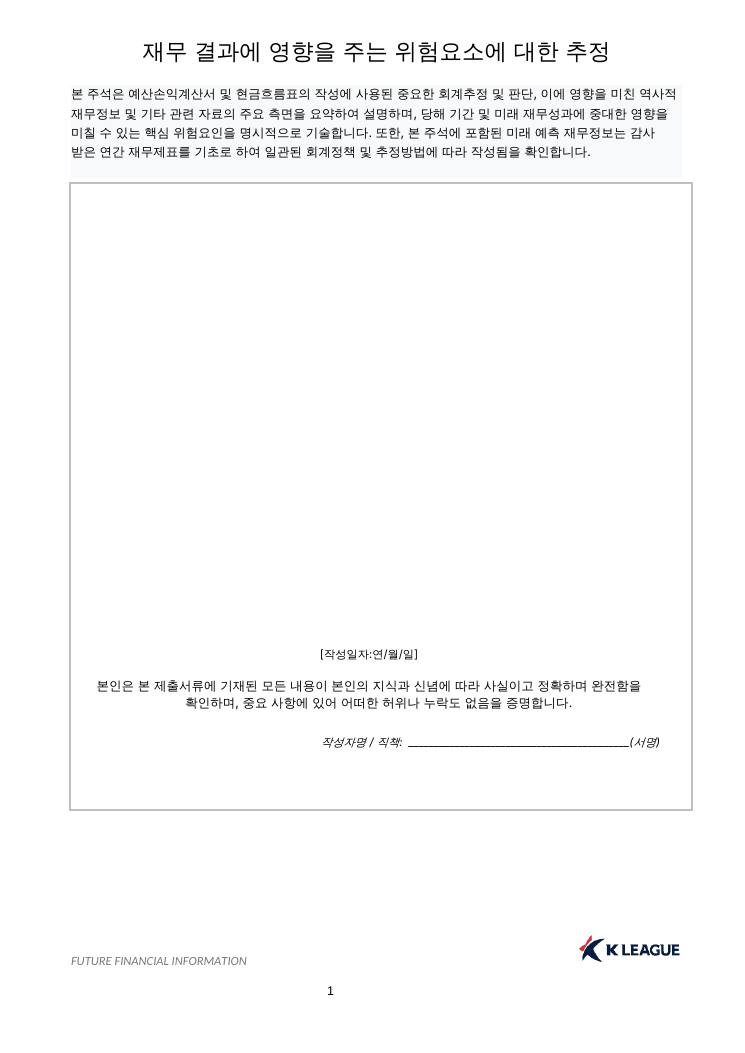 재무 결과에 영향을 주는 위험요소에 대한 추정
본 주석은 예산손익계산서 및 현금흐름표의 작성에 사용된 중요한 회계추정 및 판단, 이에 영향을 미친 역사적
재무정보 및 기타 관련 자료의 주요 측면을 요약하여 설명하며, 당해 기간 및 미래 재무성과에 중대한 영향을
미칠 수 있는 핵심 위험요인을 명시적으로 기술합니다. 또한, 본 주석에 포함된 미래 예측 재무정보는 감사
받은 연간 재무제표를 기초로 하여 일관된 회계정책 및 추정방법에 따라 작성됨을 확인합니다.
[작성일자:연/월/일]
본인은 본 제출서류에 기재된 모든 내용이 본인의 지식과 신념에 따라 사실이고 정확하며 완전함을
확인하며, 중요 사항에 있어 어떠한 허위나 누락도 없음을 증명합니다.
작성자명 / 직책: ________________________________________(서명)
K LEAGUE
FUTURE FINANCIAL INFORMATION
1